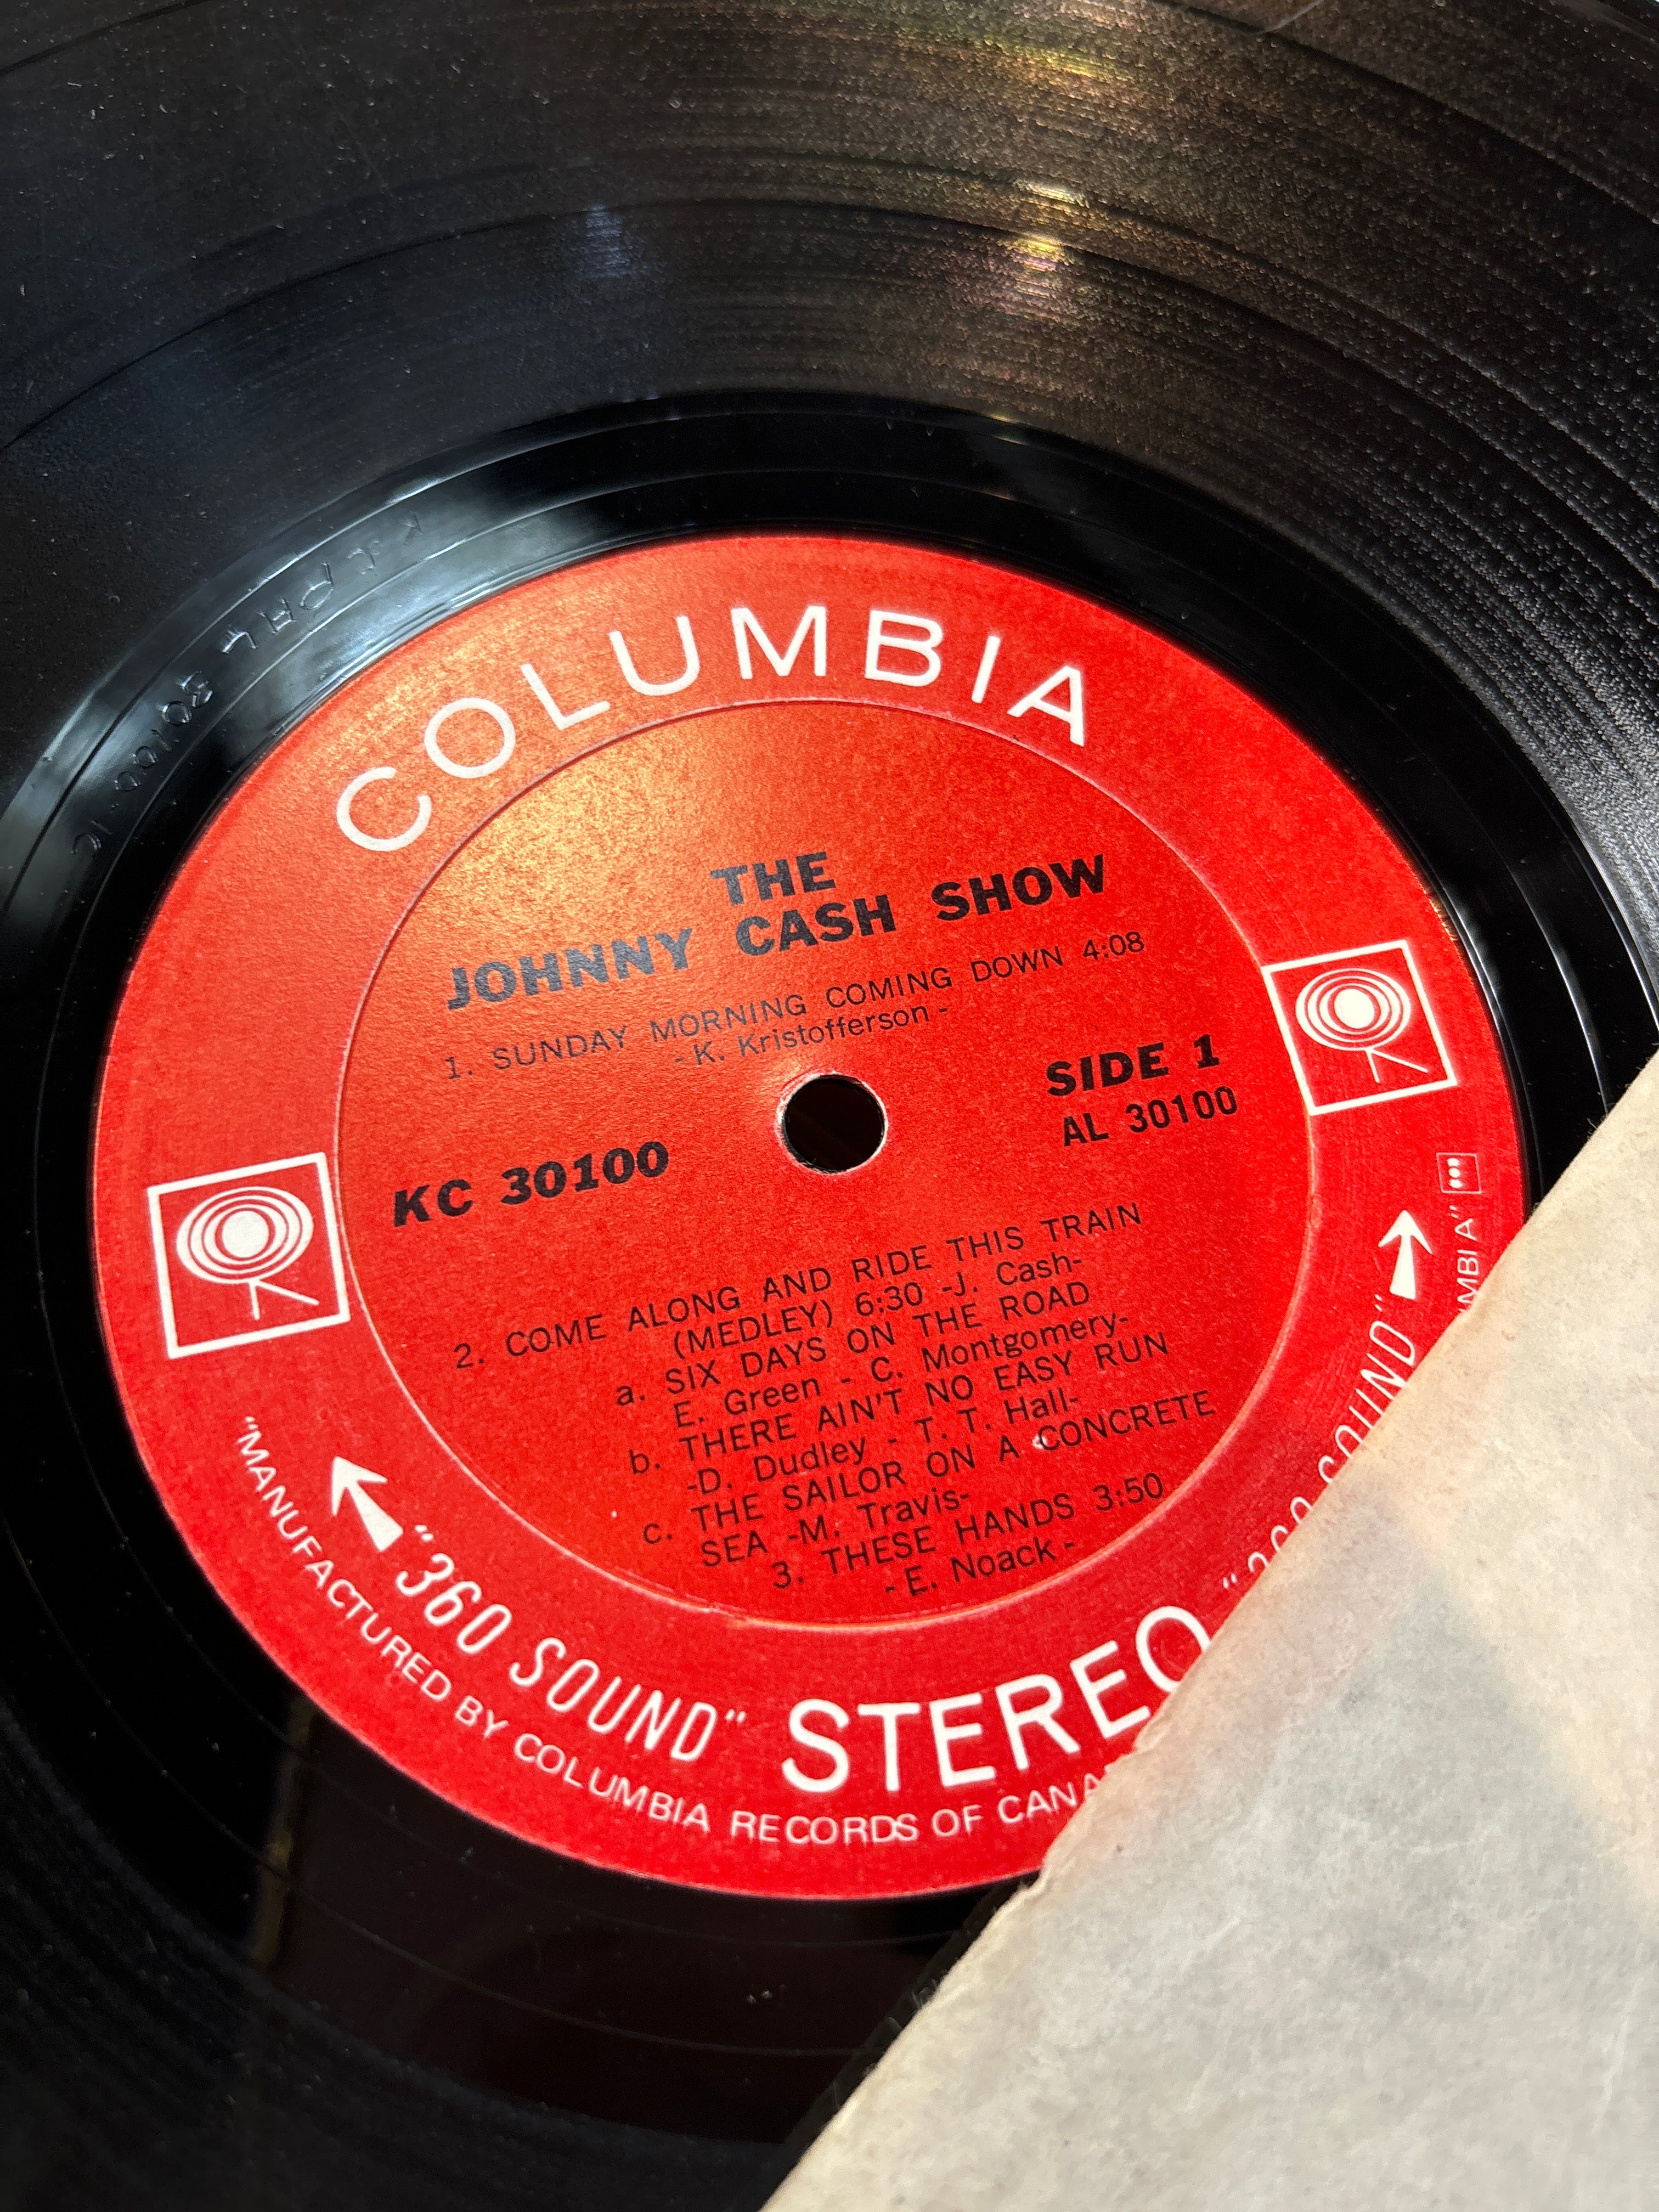 COLUMBIA
THE
JOHNNY CASH SHOW
1. SUNDAY MORNING COMING DOWN 4:08
- K. Kristofferson -
SIDE 1
AL 30100
KC 30100
2. COME ALONG AND RIDE THIS TRAIN
(MEDLEY) 6:30 -J. Cash-
a. SIX DAYS ON THE ROAD
E. Green - C. Montgomery-
b. THERE AIN'T NO EASY RUN
-D. Dudley - T. T. Hall-
c. THE SAILOR ON A CONCRETE
SEA -M. Travis-
3. THESE HANDS 3:50
- E. Noack -
"360 SOUND" STEREO "360 SOUND"
"MANUFACTURED BY COLUMBIA RECORDS OF CANA
MBIA"